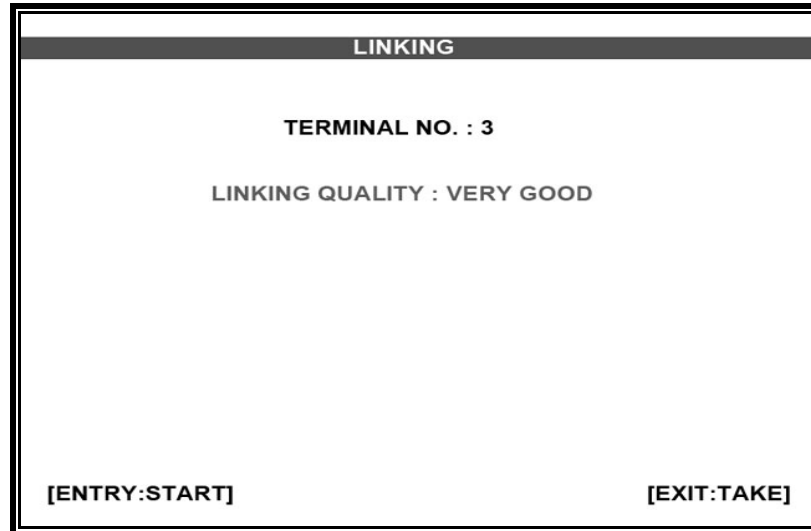 LINKING
TERMINAL NO. : 3
LINKING QUALITY : VERY GOOD
[ENTRY:START] [EXIT:TAKE]